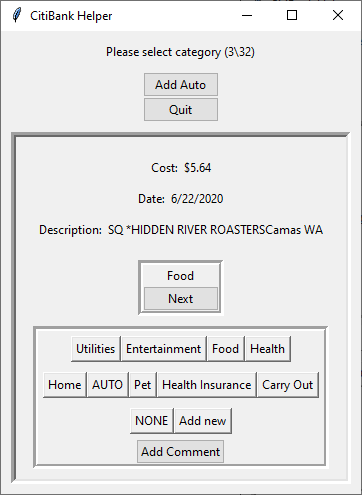 CitiBank Helper
Please select category (3\32)
Add Auto
Quit
Cost: $5.64
Date: 6/22/2020
Description: SQ *HIDDEN RIVER ROASTERSCamas WA
Food
Next
Utilities Entertainment Food Health
Home AUTO Pet Health Insurance Carry Out
NONE Add new
Add Comment